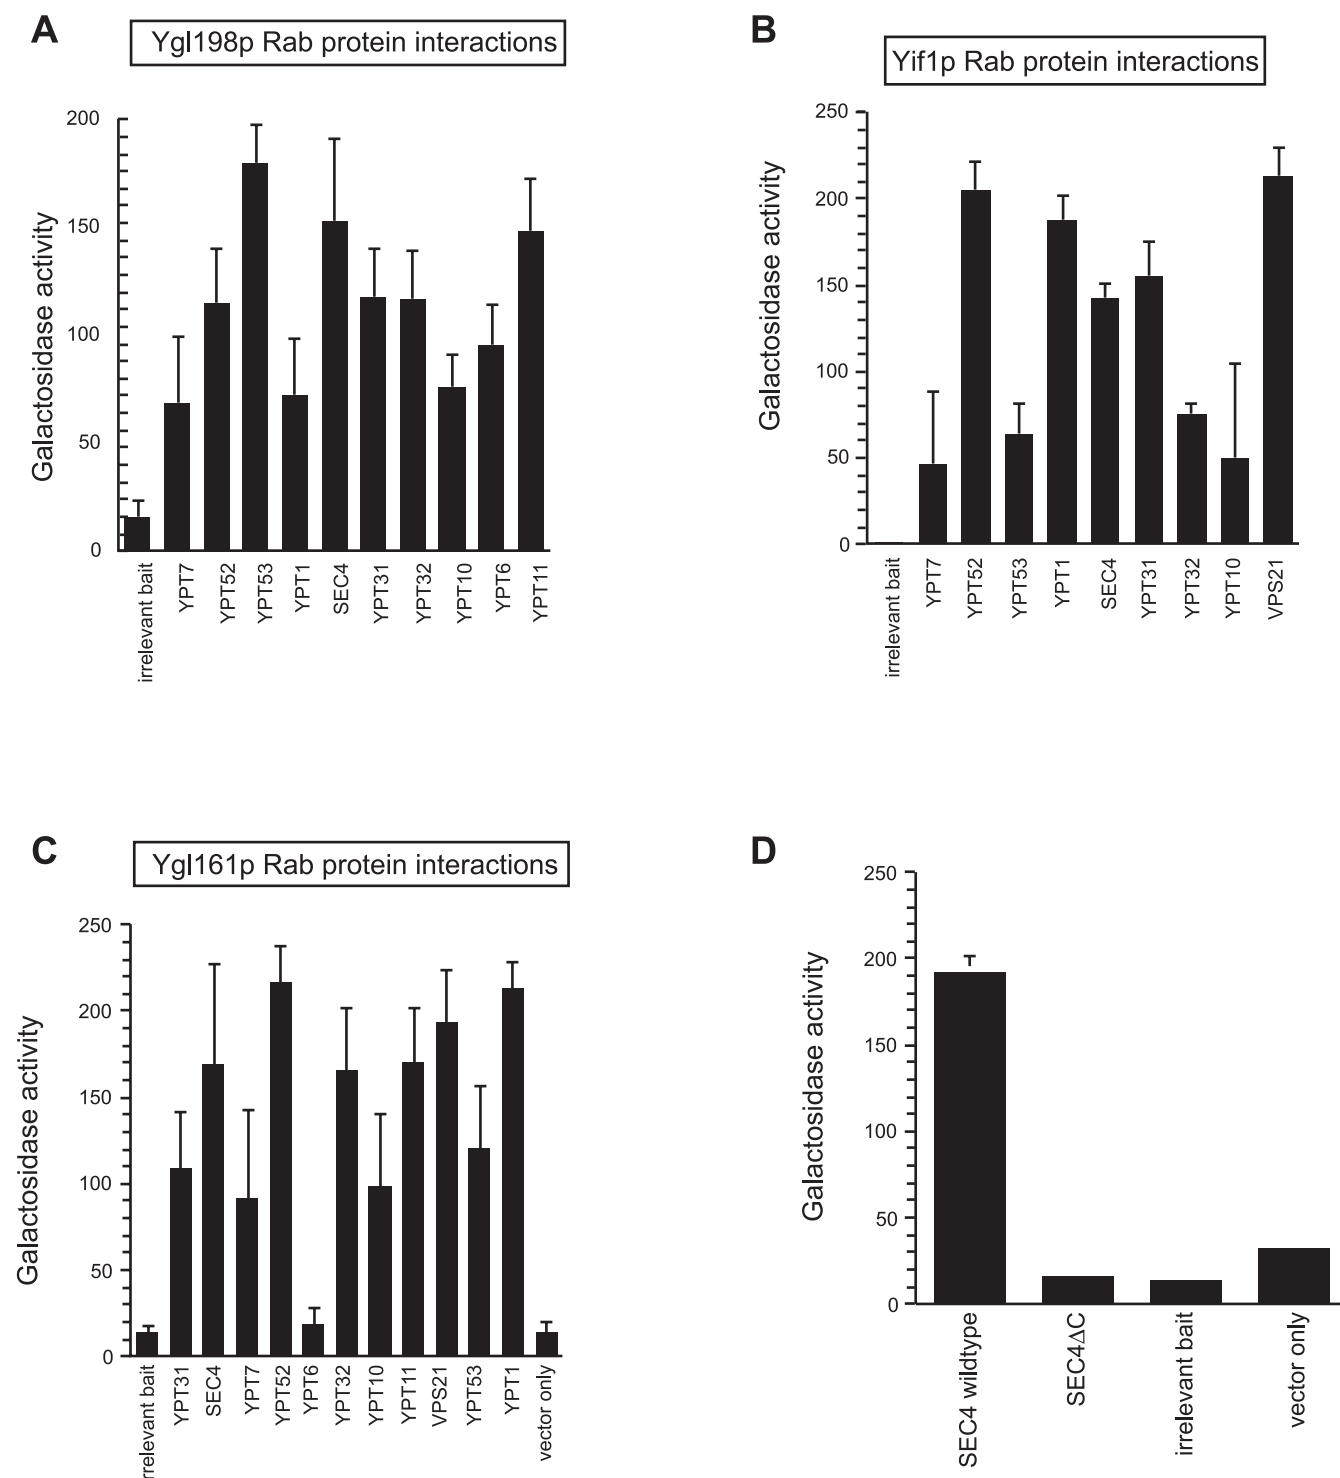 A
Ygl198p Rab protein interactions
Galactosidase activity
200
150
100
50
0
irrelevant bait
YPT7
YPT52
YPT53
YPT1
SEC4
YPT31
YPT32
YPT10
YPT6
YPT11
B
Yif1p Rab protein interactions
Galactosidase activity
250
200
150
100
50
0
irrelevant bait
YPT7
YPT52
YPT53
YPT1
SEC4
YPT31
YPT32
YPT10
VPS21
C
Ygl161p Rab protein interactions
Galactosidase activity
250
200
150
100
50
0
irrelevant bait
YPT31
SEC4
YPT7
YPT52
YPT6
YPT32
YPT10
YPT11
VPS21
YPT53
YPT1
vector only
D
Galactosidase activity
250
200
150
100
50
0
SEC4 wildtype
SEC4ΔC
irrelevant bait
vector only